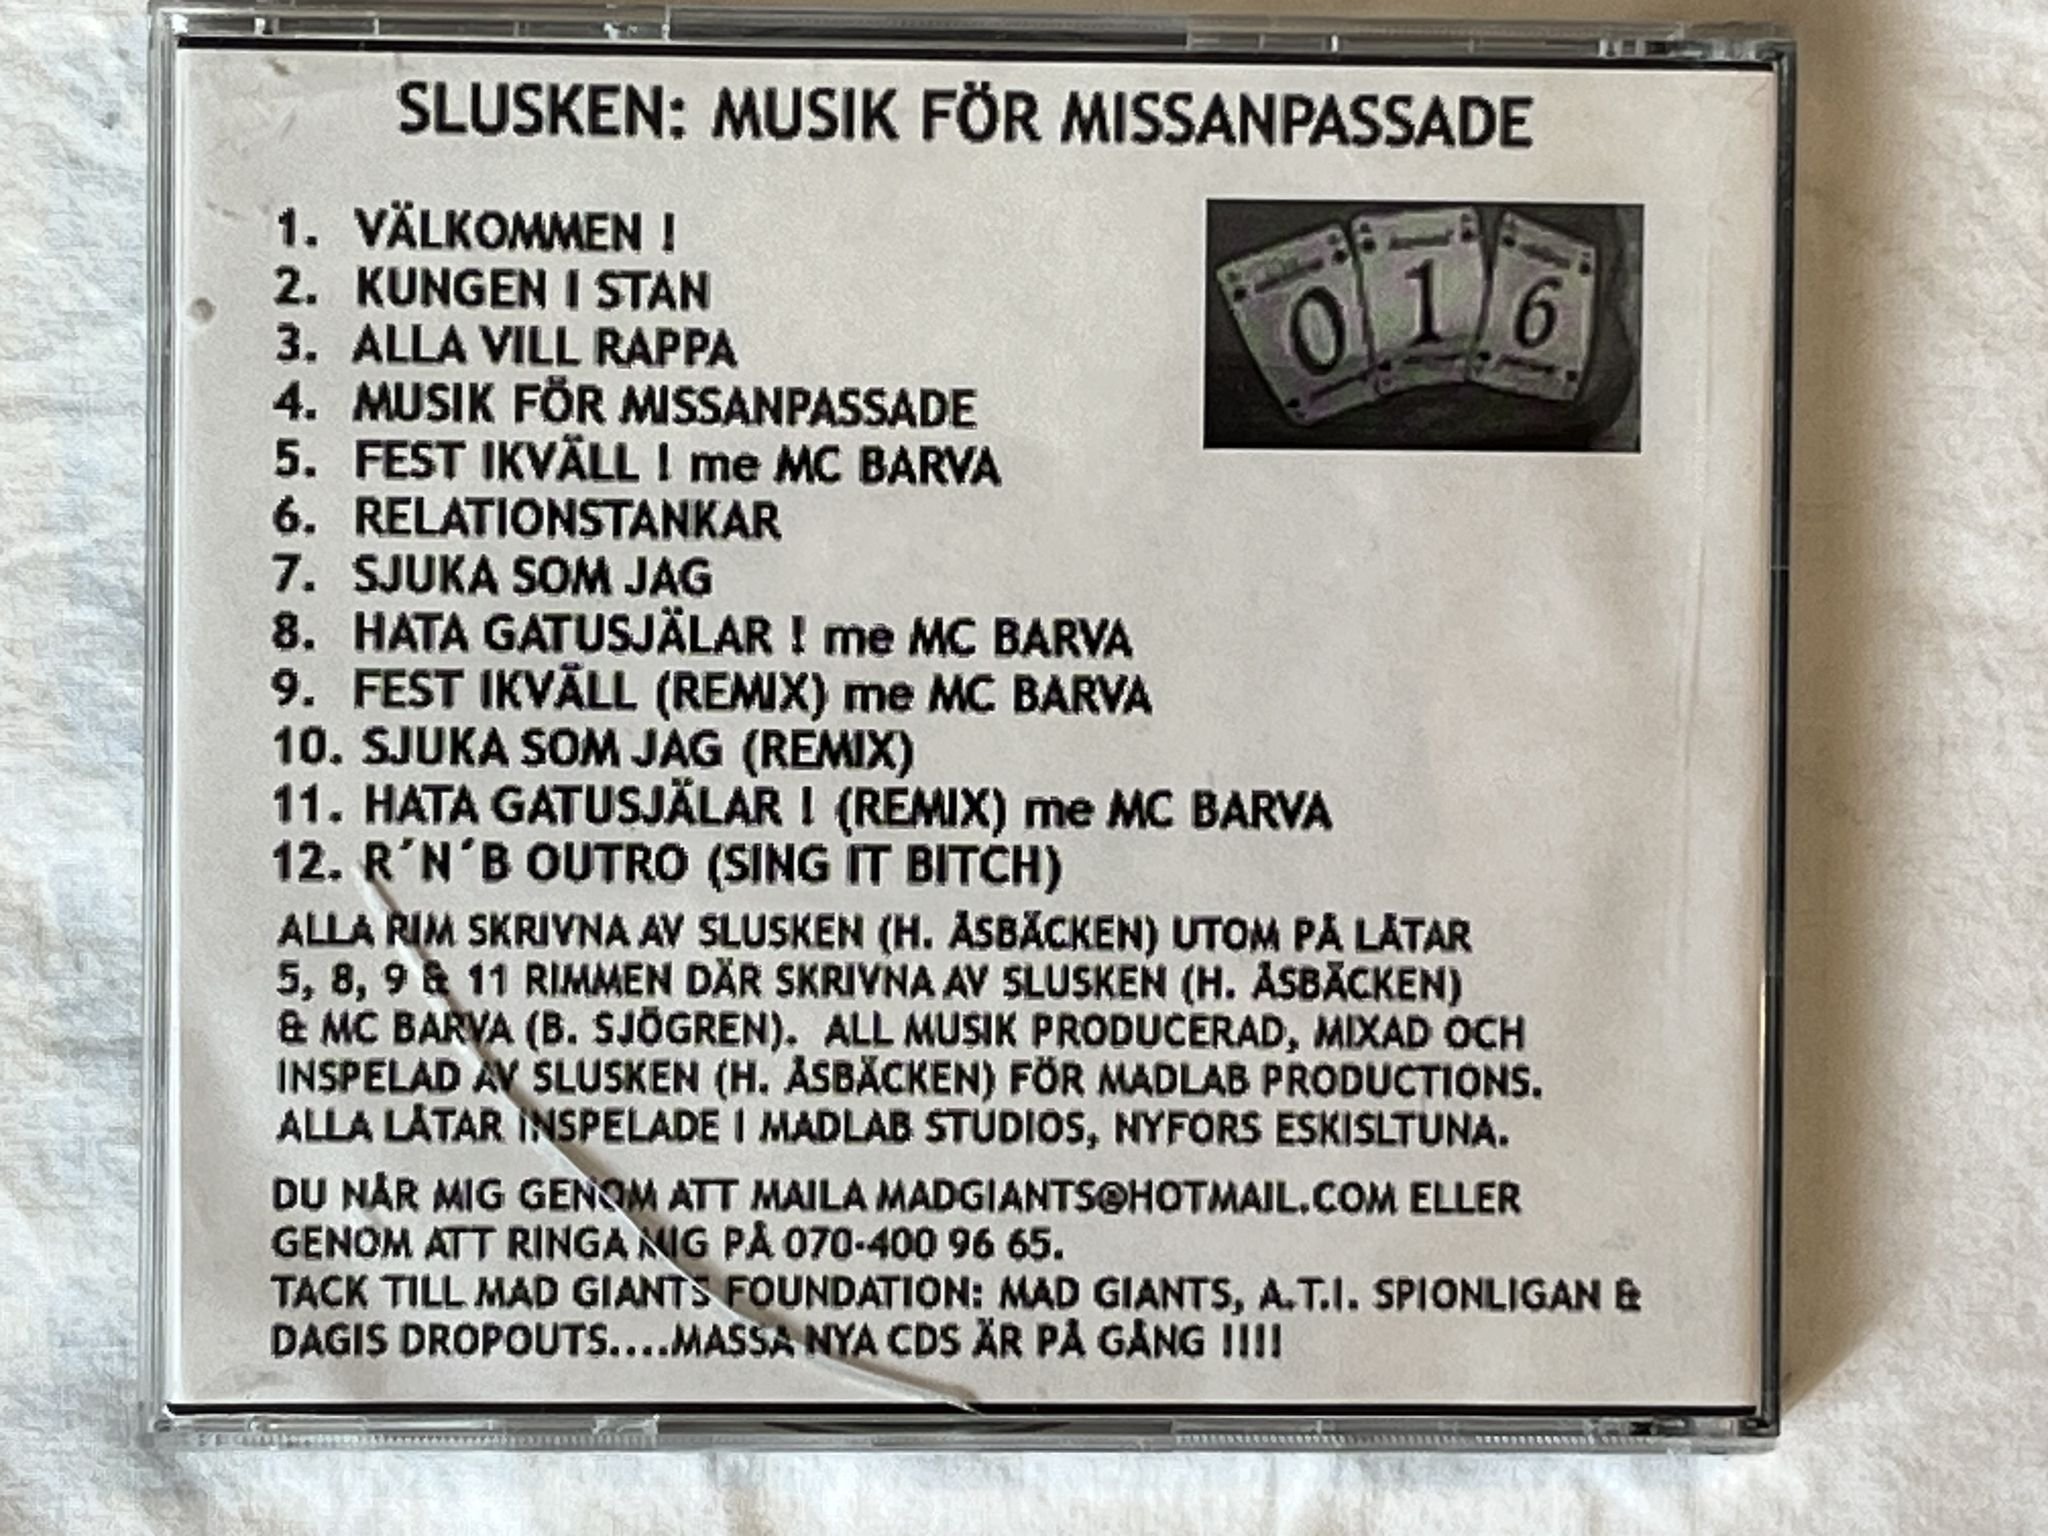 SLUSKEN: MUSIK FÖR MISSANPASSADE
1. VÄLKOMMEN !
2. KUNGEN I STAN
3. ALLA VILL RAPPA
4. MUSIK FÖR MISSANPASSADE
5. FEST IKVÄLL ! me MC BARVA
6. RELATIONSTANKAR
7. SJUKA SOM JAG
8. HATA GATUSJÄLAR ! me MC BARVA
9. FEST IKVÄLL (REMIX) me MC BARVA
10. SJUKA SOM JAG (REMIX)
11. HATA GATUSJÄLAR ! (REMIX) me MC BARVA
12. R´N´B OUTRO (SING IT BITCH)
0 1 6
ALLA RIM SKRIVNA AV SLUSKEN (H. ÅSBÄCKEN) UTOM PÅ LÅTAR
5, 8, 9 & 11 RIMMEN DÄR SKRIVNA AV SLUSKEN (H. ÅSBÄCKEN)
& MC BARVA (B. SJÖGREN). ALL MUSIK PRODUCERAD, MIXAD OCH
INSPELAD AV SLUSKEN (H. ÅSBÄCKEN) FÖR MADLAB PRODUCTIONS.
ALLA LÅTAR INSPELADE I MADLAB STUDIOS, NYFORS ESKISLTUNA.
DU NÅR MIG GENOM ATT MAILA MADGIANTS@HOTMAIL.COM ELLER
GENOM ATT RINGA MIG PÅ 070-400 96 65.
TACK TILL MAD GIANTS FOUNDATION: MAD GIANTS, A.T.I. SPIONLIGAN &
DAGIS DROPOUTS....MASSA NYA CDS ÄR PÅ GÅNG !!!!